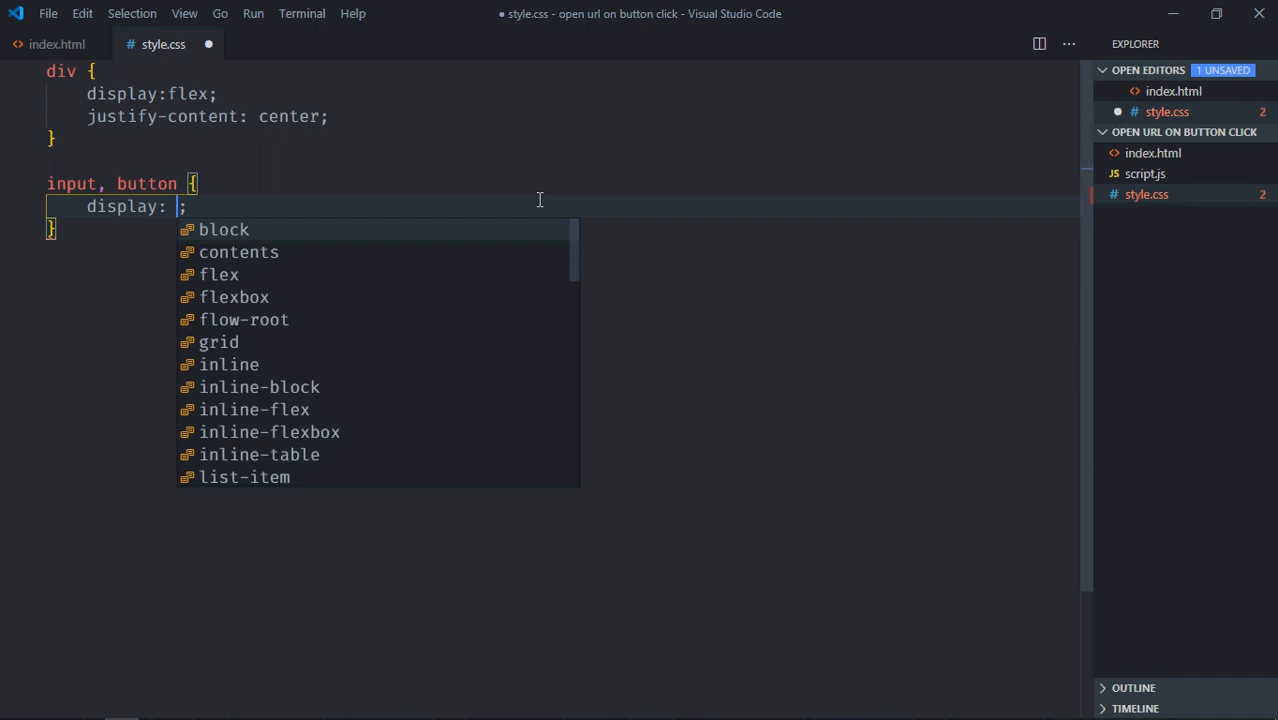 File Edit Selection View Go Run Terminal Help ● style.css - open url on button click - Visual Studio Code
<> index.html # style.css ●
div {
display:flex;
justify-content: center;
}
input, button {
display: ;
}
block
contents
flex
flexbox
flow-root
grid
inline
inline-block
inline-flex
inline-flexbox
inline-table
list-item
EXPLORER
OPEN EDITORS 1 UNSAVED
<> index.html
● # style.css 2
OPEN URL ON BUTTON CLICK
<> index.html
JS script.js
# style.css 2
OUTLINE
TIMELINE